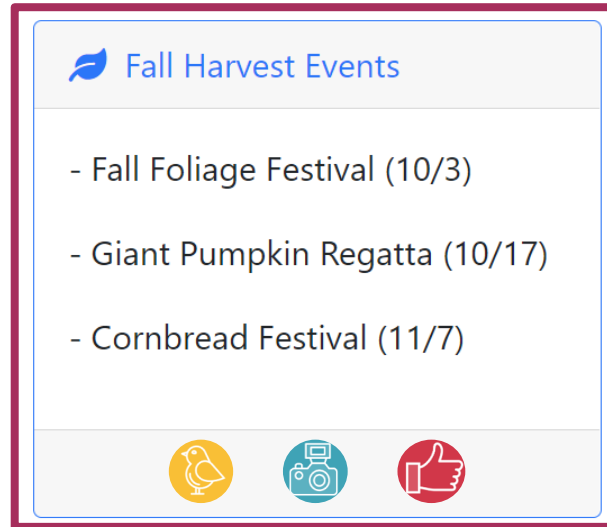 Fall Harvest Events
- Fall Foliage Festival (10/3)
- Giant Pumpkin Regatta (10/17)
- Cornbread Festival (11/7)